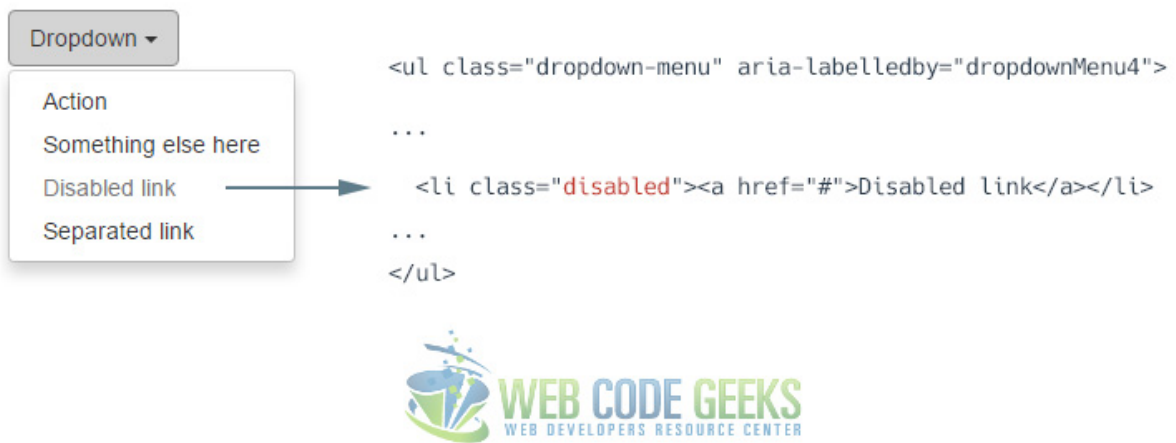 Dropdown
Action
Something else here
Disabled link
Separated link
<ul class="dropdown-menu" aria-labelledby="dropdownMenu4">
...
<li class="disabled"><a href="#">Disabled link</a></li>
...
</ul>
WEB CODE GEEKS
WEB DEVELOPERS RESOURCE CENTER